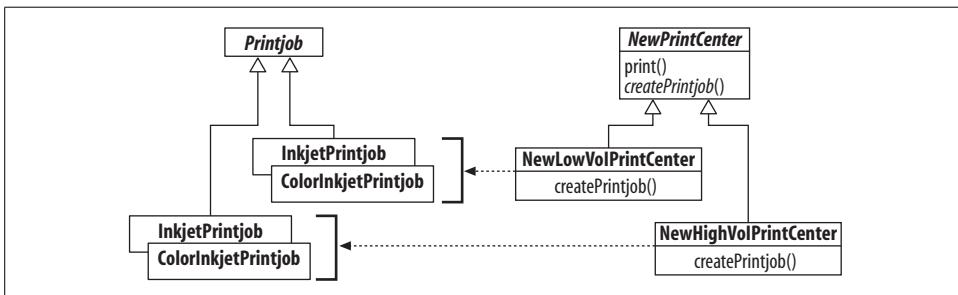 Printjob
NewPrintCenter
print()
createPrintjob()
InkjetPrintjob
ColorInkjetPrintjob
NewLowVolPrintCenter
createPrintjob()
InkjetPrintjob
ColorInkjetPrintjob
NewHighVolPrintCenter
createPrintjob()